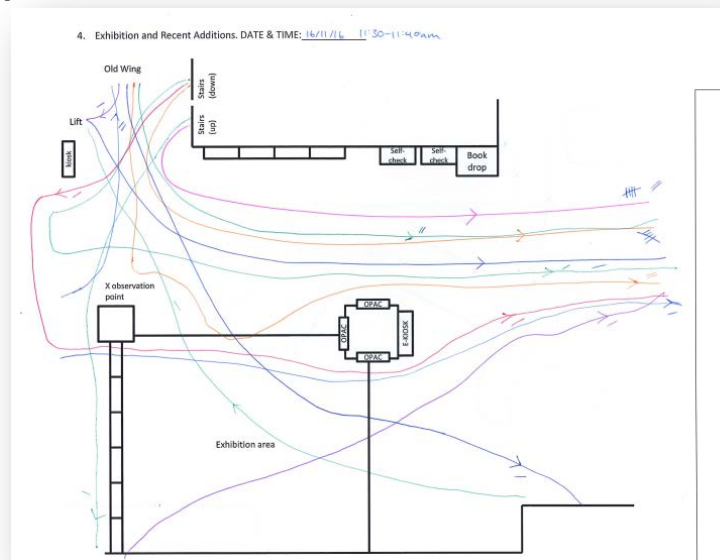 4. Exhibition and Recent Additions. DATE & TIME: 16/11/16 11:30-11:40am
Old Wing
Stairs (down)
Lift
Stairs (up)
kiosk
Self-check
Self-check
Book drop
X observation point
OPAC
OPAC
E-KIOSK
OPAC
Exhibition area